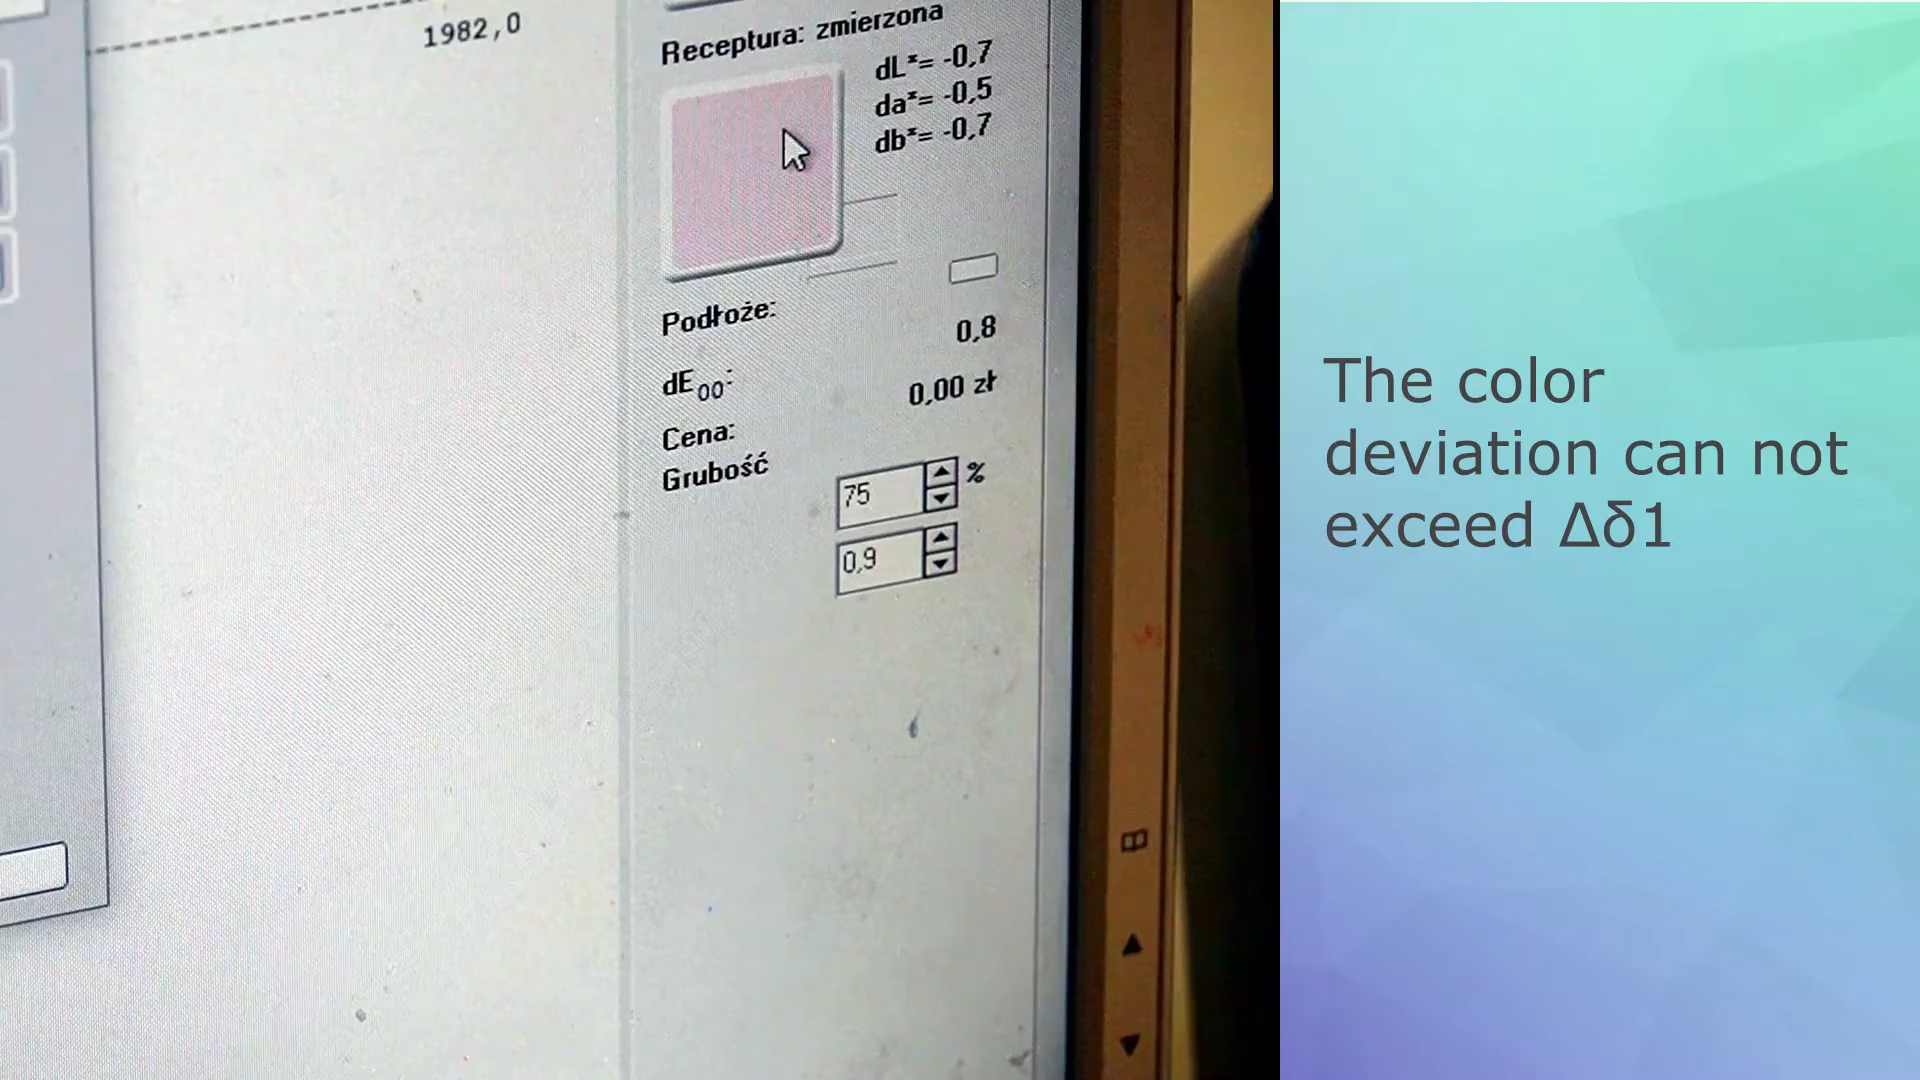 1982,0
Receptura: zmierzona
dL*= -0,7
da*= -0,5
db*= -0,7
Podłoże:
0,8
dE00:
0,00 zł
Cena:
Grubość
75 %
0,9
The color
deviation can not
exceed Δδ1